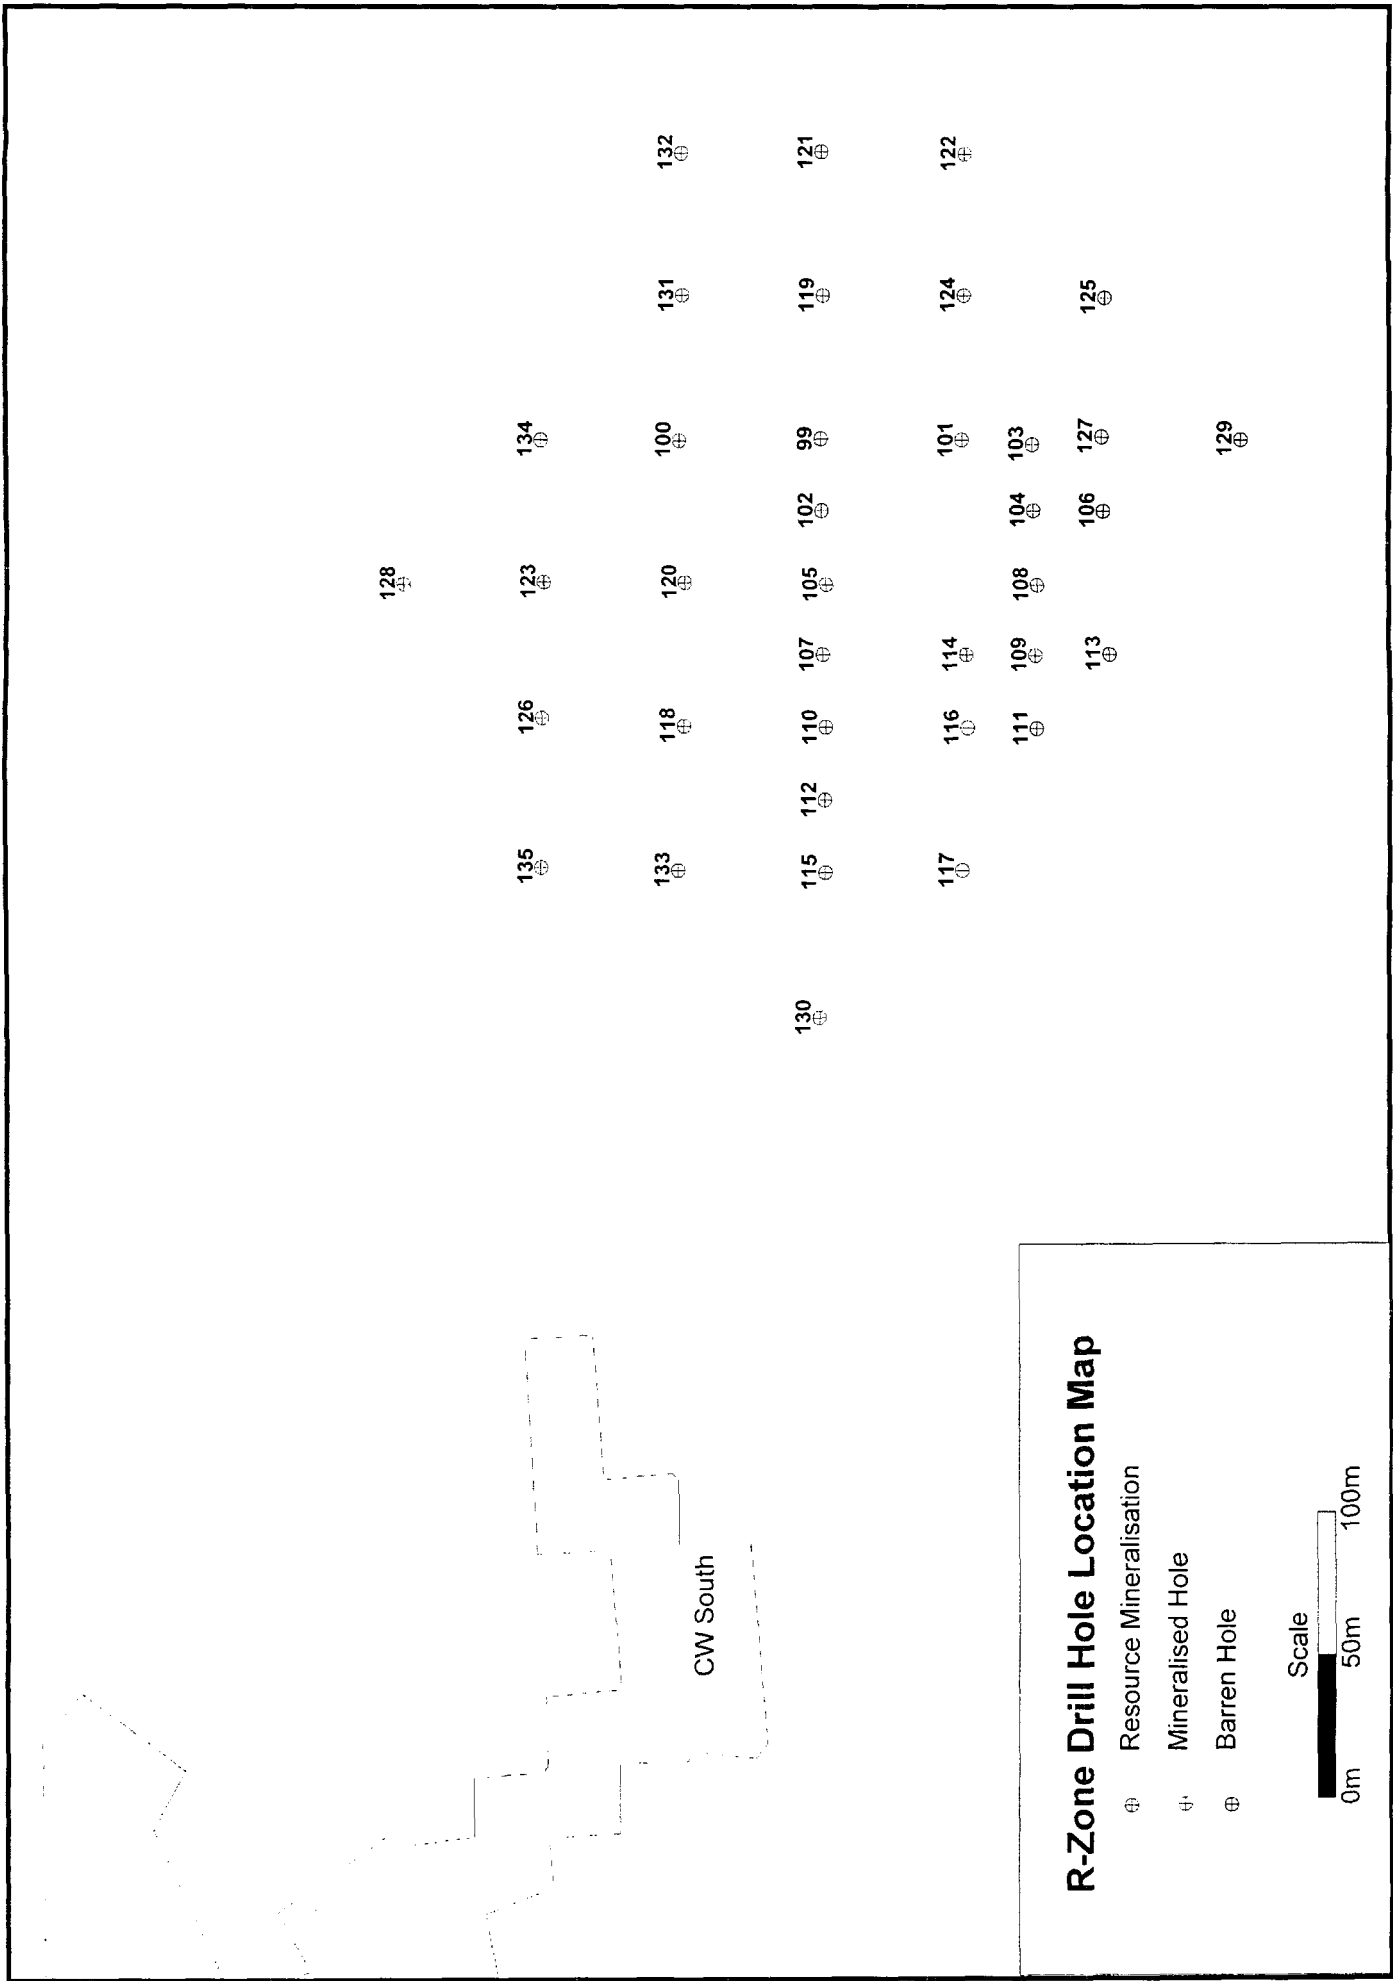 128
135 126 123 134
133 118 120 100 131 132
CW South
130 115 112 110 107 105 102 99 119 121
117 116 114 101 124 122
111 109 108 104 103
113 106 127 125
129
R-Zone Drill Hole Location Map
Resource Mineralisation
Mineralised Hole
Barren Hole
Scale
0m 50m 100m